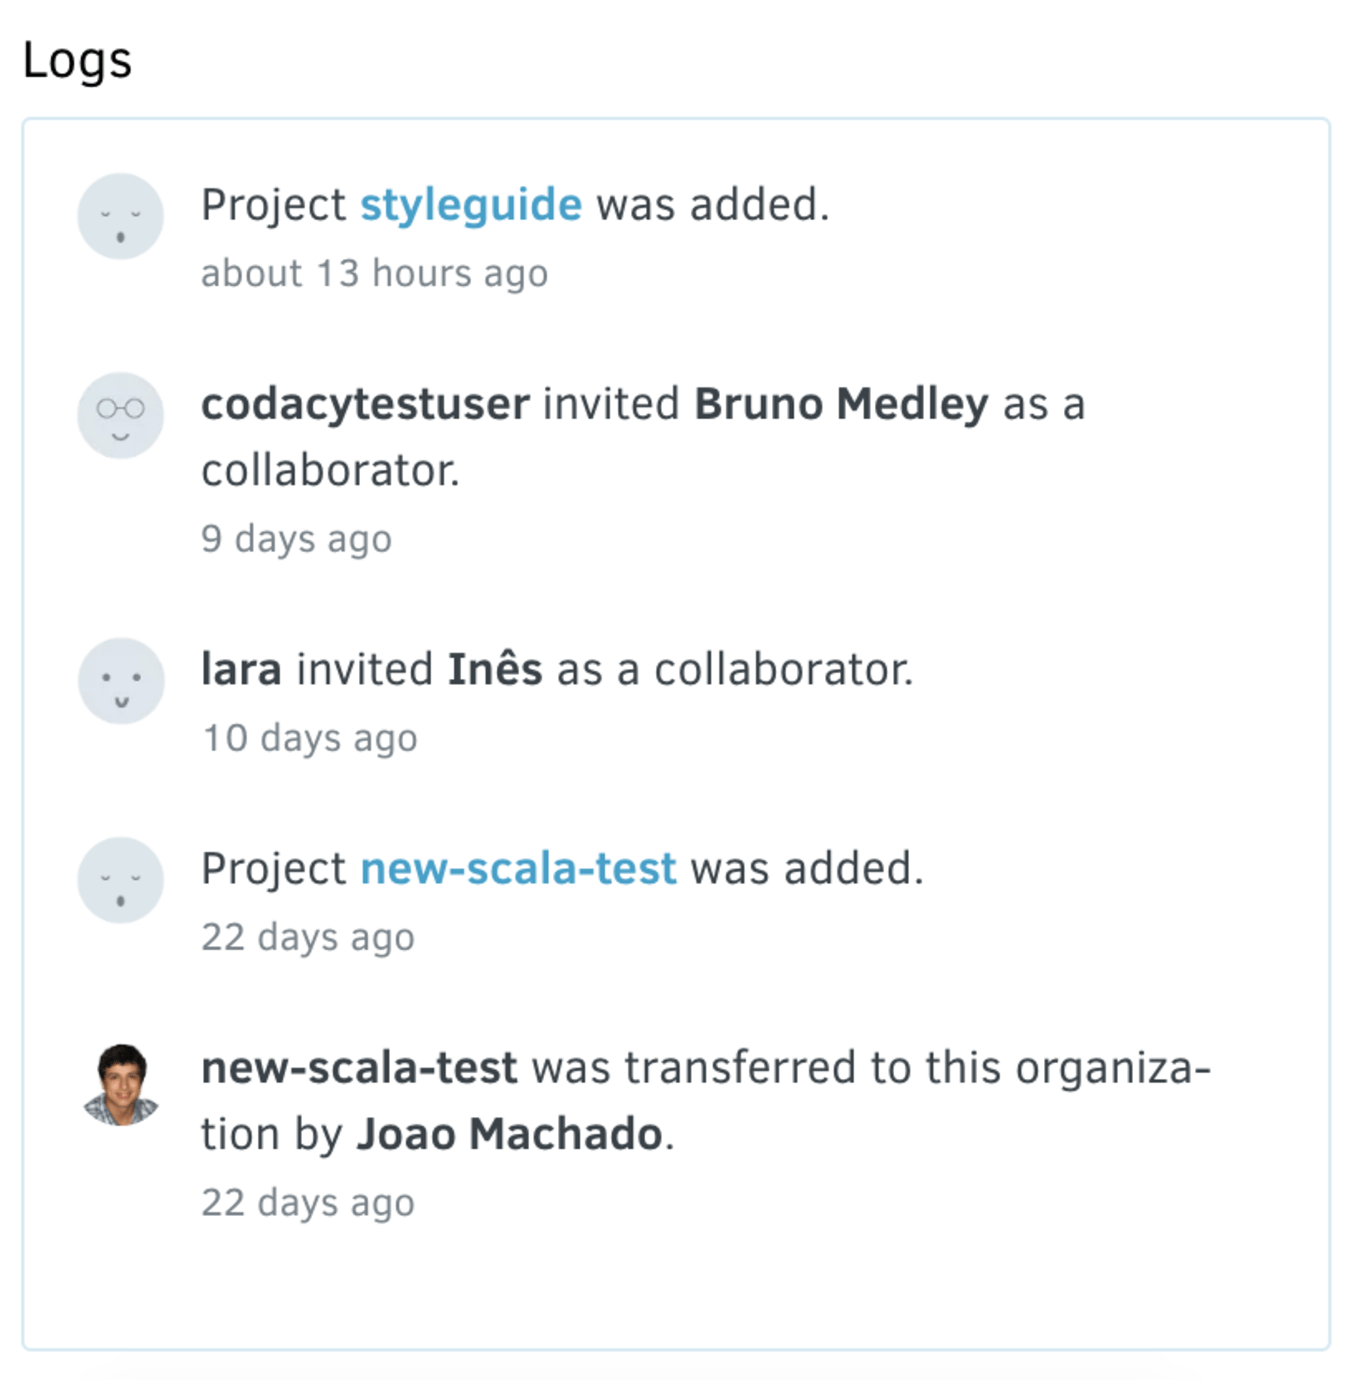 Logs
Project styleguide was added.
about 13 hours ago
codacytestuser invited Bruno Medley as a
collaborator.
9 days ago
lara invited Inês as a collaborator.
10 days ago
Project new-scala-test was added.
22 days ago
new-scala-test was transferred to this organiza-
tion by Joao Machado.
22 days ago